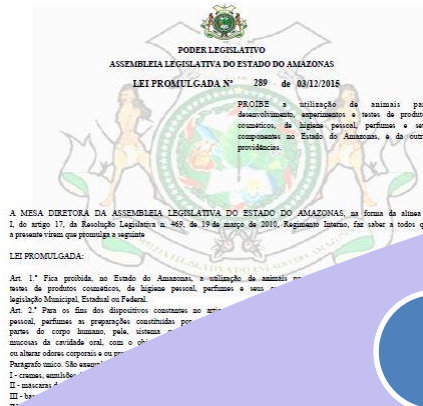 PODER LEGISLATIVO
ASSEMBLEIA LEGISLATIVA DO ESTADO DO AMAZONAS
LEI PROMULGADA Nº 289 de 03/12/2015
PROÍBE a utilização de animais
desenvolvimento, experimentos e testes de
cosméticos, de higiene pessoal, perfumes e
componentes no Estado do Amazonas, e dá
providências.
A MESA DIRETORA DA ASSEMBLEIA LEGISLATIVA DO ESTADO DO AMAZONAS, na forma da alínea
I, do artigo 17, da Resolução Legislativa n. 469, de 19 de março de 2010, Regimento Interno, faz saber a todos
a presente virem que promulga a seguinte
LEI PROMULGADA:
Art. 1.º Fica proibida, no Estado do Amazonas, a utilização de animais
testes de produtos cosméticos, de higiene pessoal, perfumes e seus
legislação Municipal, Estadual ou Federal.
Art. 2.º Para os fins dos dispositivos constantes no
pessoal, perfumes as preparações constituídas
partes do corpo humano, pele, sistema
mucosas da cavidade oral, com o
ou alterar odores corporais e ou
Parágrafo único. São
I - cremes,
II - máscaras
III -